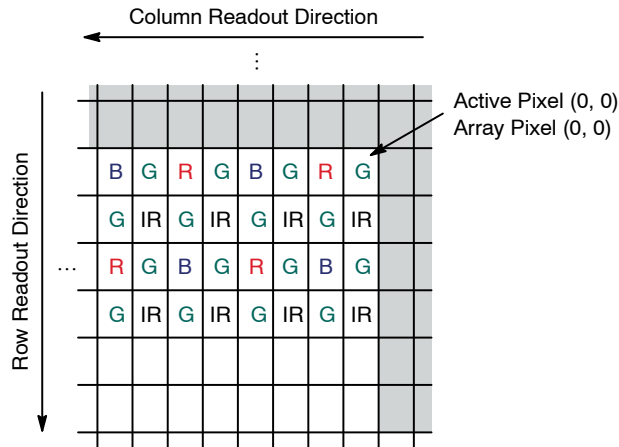 Column Readout Direction
⋮
Active Pixel (0, 0)
Array Pixel (0, 0)
Row Readout Direction
B G R G B G R G
G IR G IR G IR G IR
... R G B G R G B G
G IR G IR G IR G IR